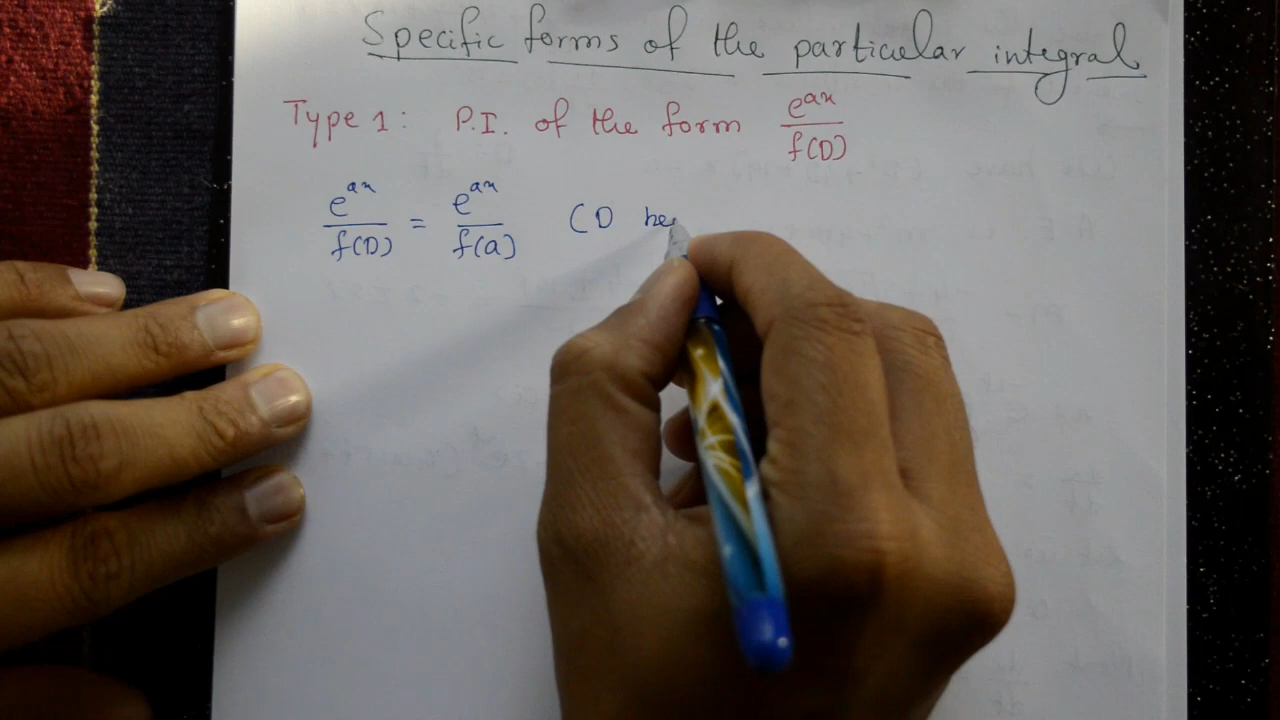 Specific forms of the particular integral
Type 1: P.I. of the form e^{ax}/f(D)
e^{ax}/f(D) = e^{ax}/f(a) (D